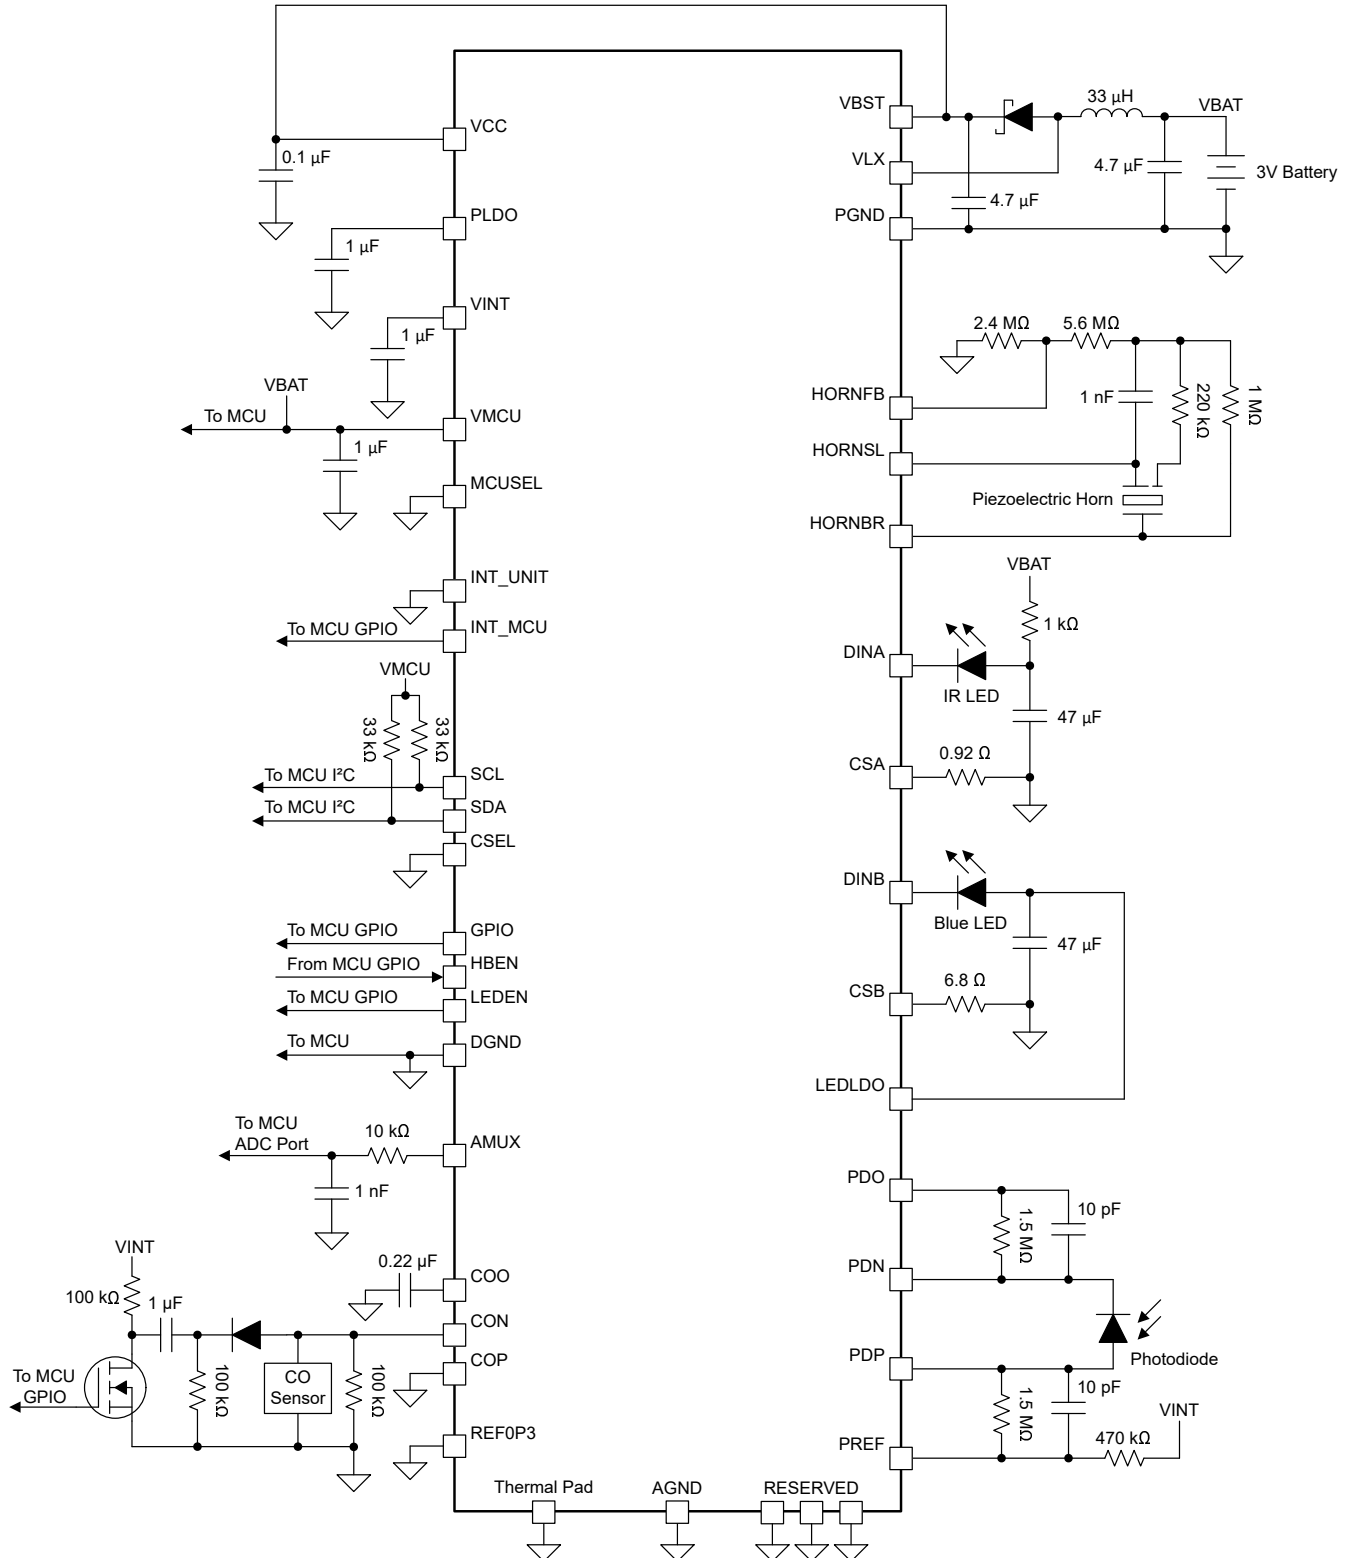 VCC
0.1 µF
PLDO
1 µF
VINT
1 µF
VBAT
To MCU
VMCU
1 µF
MCUSEL
INT_UNIT
To MCU GPIO
INT_MCU
VMCU
33 kΩ
33 kΩ
To MCU I²C
SCL
To MCU I²C
SDA
CSEL
To MCU GPIO
GPIO
From MCU GPIO
HBEN
To MCU GPIO
LEDEN
To MCU
DGND
To MCU
ADC Port
10 kΩ
AMUX
1 nF
VINT
0.22 µF
COO
100 kΩ
1 µF
CON
COP
To MCU
GPIO
100 kΩ
CO
Sensor
100 kΩ
REF0P3
Thermal Pad
AGND
RESERVED
VBST
33 µH
VBAT
VLX
4.7 µF
3V Battery
4.7 µF
PGND
2.4 MΩ
5.6 MΩ
HORNFB
1 nF
220 kΩ
1 MΩ
HORNSL
Piezoelectric Horn
HORNBR
VBAT
1 kΩ
DINA
IR LED
47 µF
CSA
0.92 Ω
DINB
Blue LED
47 µF
CSB
6.8 Ω
LEDLDO
PDO
1.5 MΩ
10 pF
PDN
Photodiode
PDP
1.5 MΩ
10 pF
VINT
PREF
470 kΩ